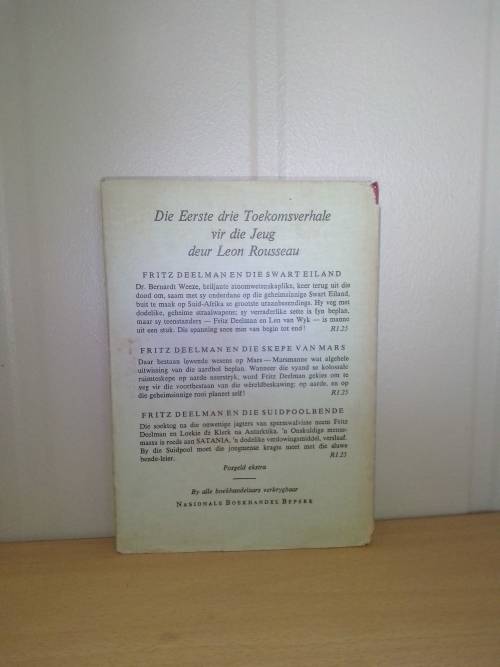 Die Eerste drie Toekomsverhale
vir die Jeug
deur Leon Rousseau
FRITZ DEELMAN EN DIE SWART EILAND
Dr. Bernardt Weeze, briljante atoomwetenskaplike, keer terug uit die
dood om, saam met sy onderdane op die geheimsinnige Swart Eiland,
buit te maak op Suid-Afrika se grootste uraanbesendings. Hy veg met
dodelike, geheime straalwapens; sy verraderlike sette is fyn beplan,
maar sy teenstanders — Fritz Deelman en Len van Wyk — is manne
uit een stuk. Die spanning snoe min van begin tot end! R1.25
FRITZ DEELMAN EN DIE SKEPE VAN MARS
Daar bestaan lewende wesens op Mars — Marsmanne wat algehele
uitwissing van die aardbol beplan. Wanneer die vyand se kolossale
ruimteskepe op aarde neerstryk, word Fritz Deelman gekies om te
veg vir die voortbestaan van die wêreldbeskawing: op aarde, en op
die geheimsinnige rooi planeet self! R1.25
FRITZ DEELMAN EN DIE SUIDPOOLBENDE
Die soektog na die onwettige jagters van spermwalvisse neem Fritz
Deelman en Loekie de Klerk na Antarktika. 'n Onskuldige mense-
massa is reeds aan SATANIA, 'n dodelike verdowingsmiddel, verslaaf.
By die Suidpool moet die jongmense kragte meet met die sluwe
bende-leier. R1.25
Posgeld ekstra
By alle boekhandelaars verkrygbaar
NASIONALE BOEKHANDEL BEPERK